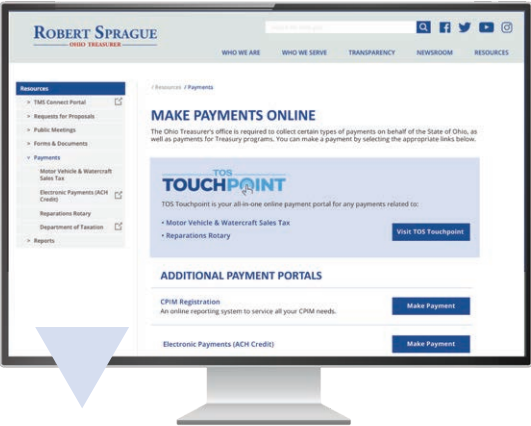 ROBERT SPRAGUE
OHIO TREASURER
WHO WE ARE
WHO WE SERVE
TRANSPARENCY
NEWSROOM
RESOURCES
Resources
> TMS Connect Portal
> Requests for Proposals
> Public Meetings
> Forms & Documents
Payments
Motor Vehicle & Watercraft
Sales Tax
Electronic Payments (ACH
Credit)
Reparations Rotary
Department of Taxation
> Reports
/ Resources / Payments
MAKE PAYMENTS ONLINE
The Ohio Treasurer's office is required to collect certain types of payments on behalf of the State of Ohio, as
well as payments for Treasury programs. You can make a payment by selecting the appropriate links below.
TOS
TOUCHPOINT
TOS Touchpoint is your all-in-one online payment portal for any payments related to:
• Motor Vehicle & Watercraft Sales Tax
• Reparations Rotary
Visit TOS Touchpoint
ADDITIONAL PAYMENT PORTALS
CPIM Registration
An online reporting system to service all your CPIM needs.
Make Payment
Electronic Payments (ACH Credit)
Make Payment